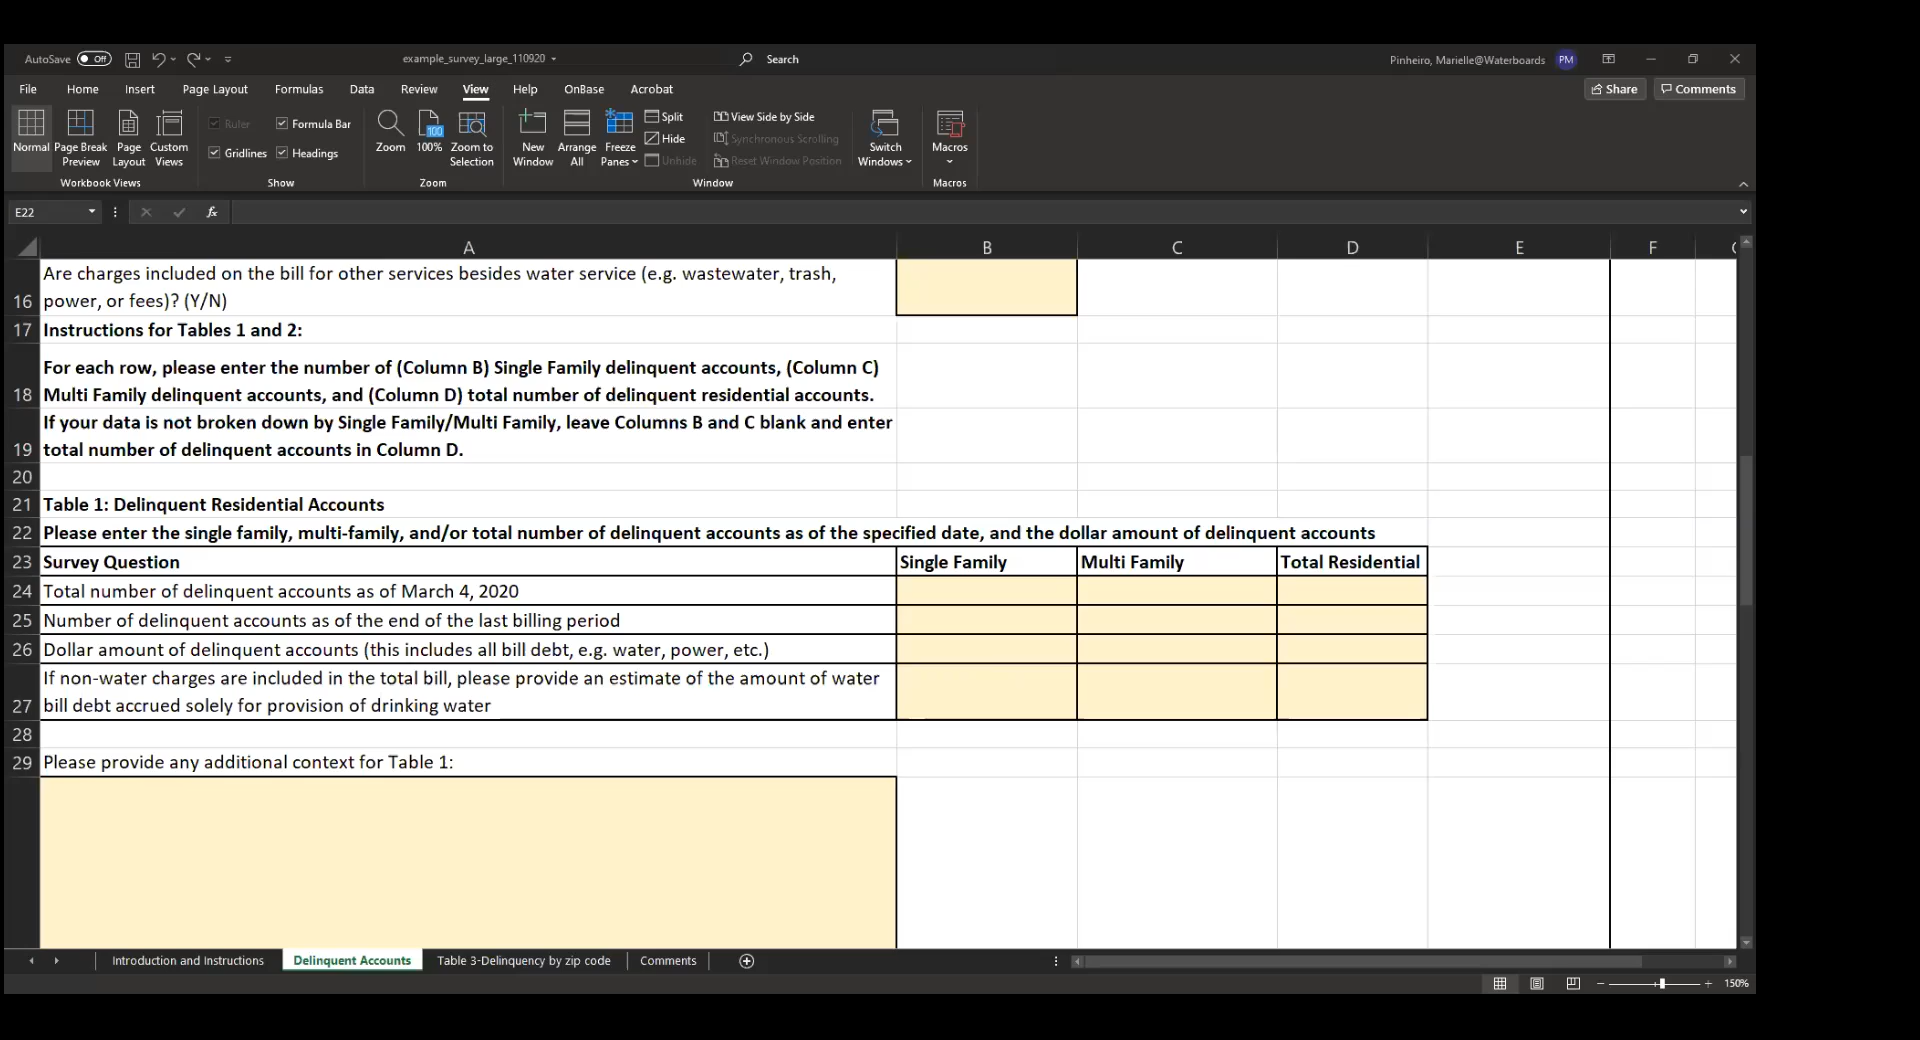 AutoSave Off example_survey_large_110920 Search Pinheiro, Marielle@Waterboards PM
File Home Insert Page Layout Formulas Data Review View Help OnBase Acrobat Share Comments
Normal Page Break Preview Page Layout Custom Views
Workbook Views
Ruler Formula Bar
Gridlines Headings
Show
Zoom 100% Zoom to Selection
100
Zoom
New Window Arrange All Freeze Panes
Split View Side by Side
Hide Synchronous Scrolling
Unhide Reset Window Position
Switch Windows
Window
Macros
Macros
E22 fx
A B C D E F
Are charges included on the bill for other services besides water service (e.g. wastewater, trash,
16 power, or fees)? (Y/N)
17 Instructions for Tables 1 and 2:
For each row, please enter the number of (Column B) Single Family delinquent accounts, (Column C)
18 Multi Family delinquent accounts, and (Column D) total number of delinquent residential accounts.
If your data is not broken down by Single Family/Multi Family, leave Columns B and C blank and enter
19 total number of delinquent accounts in Column D.
20
21 Table 1: Delinquent Residential Accounts
22 Please enter the single family, multi-family, and/or total number of delinquent accounts as of the specified date, and the dollar amount of delinquent accounts
23 Survey Question Single Family Multi Family Total Residential
24 Total number of delinquent accounts as of March 4, 2020
25 Number of delinquent accounts as of the end of the last billing period
26 Dollar amount of delinquent accounts (this includes all bill debt, e.g. water, power, etc.)
If non-water charges are included in the total bill, please provide an estimate of the amount of water
27 bill debt accrued solely for provision of drinking water
28
29 Please provide any additional context for Table 1:
Introduction and Instructions Delinquent Accounts Table 3-Delinquency by zip code Comments
150%